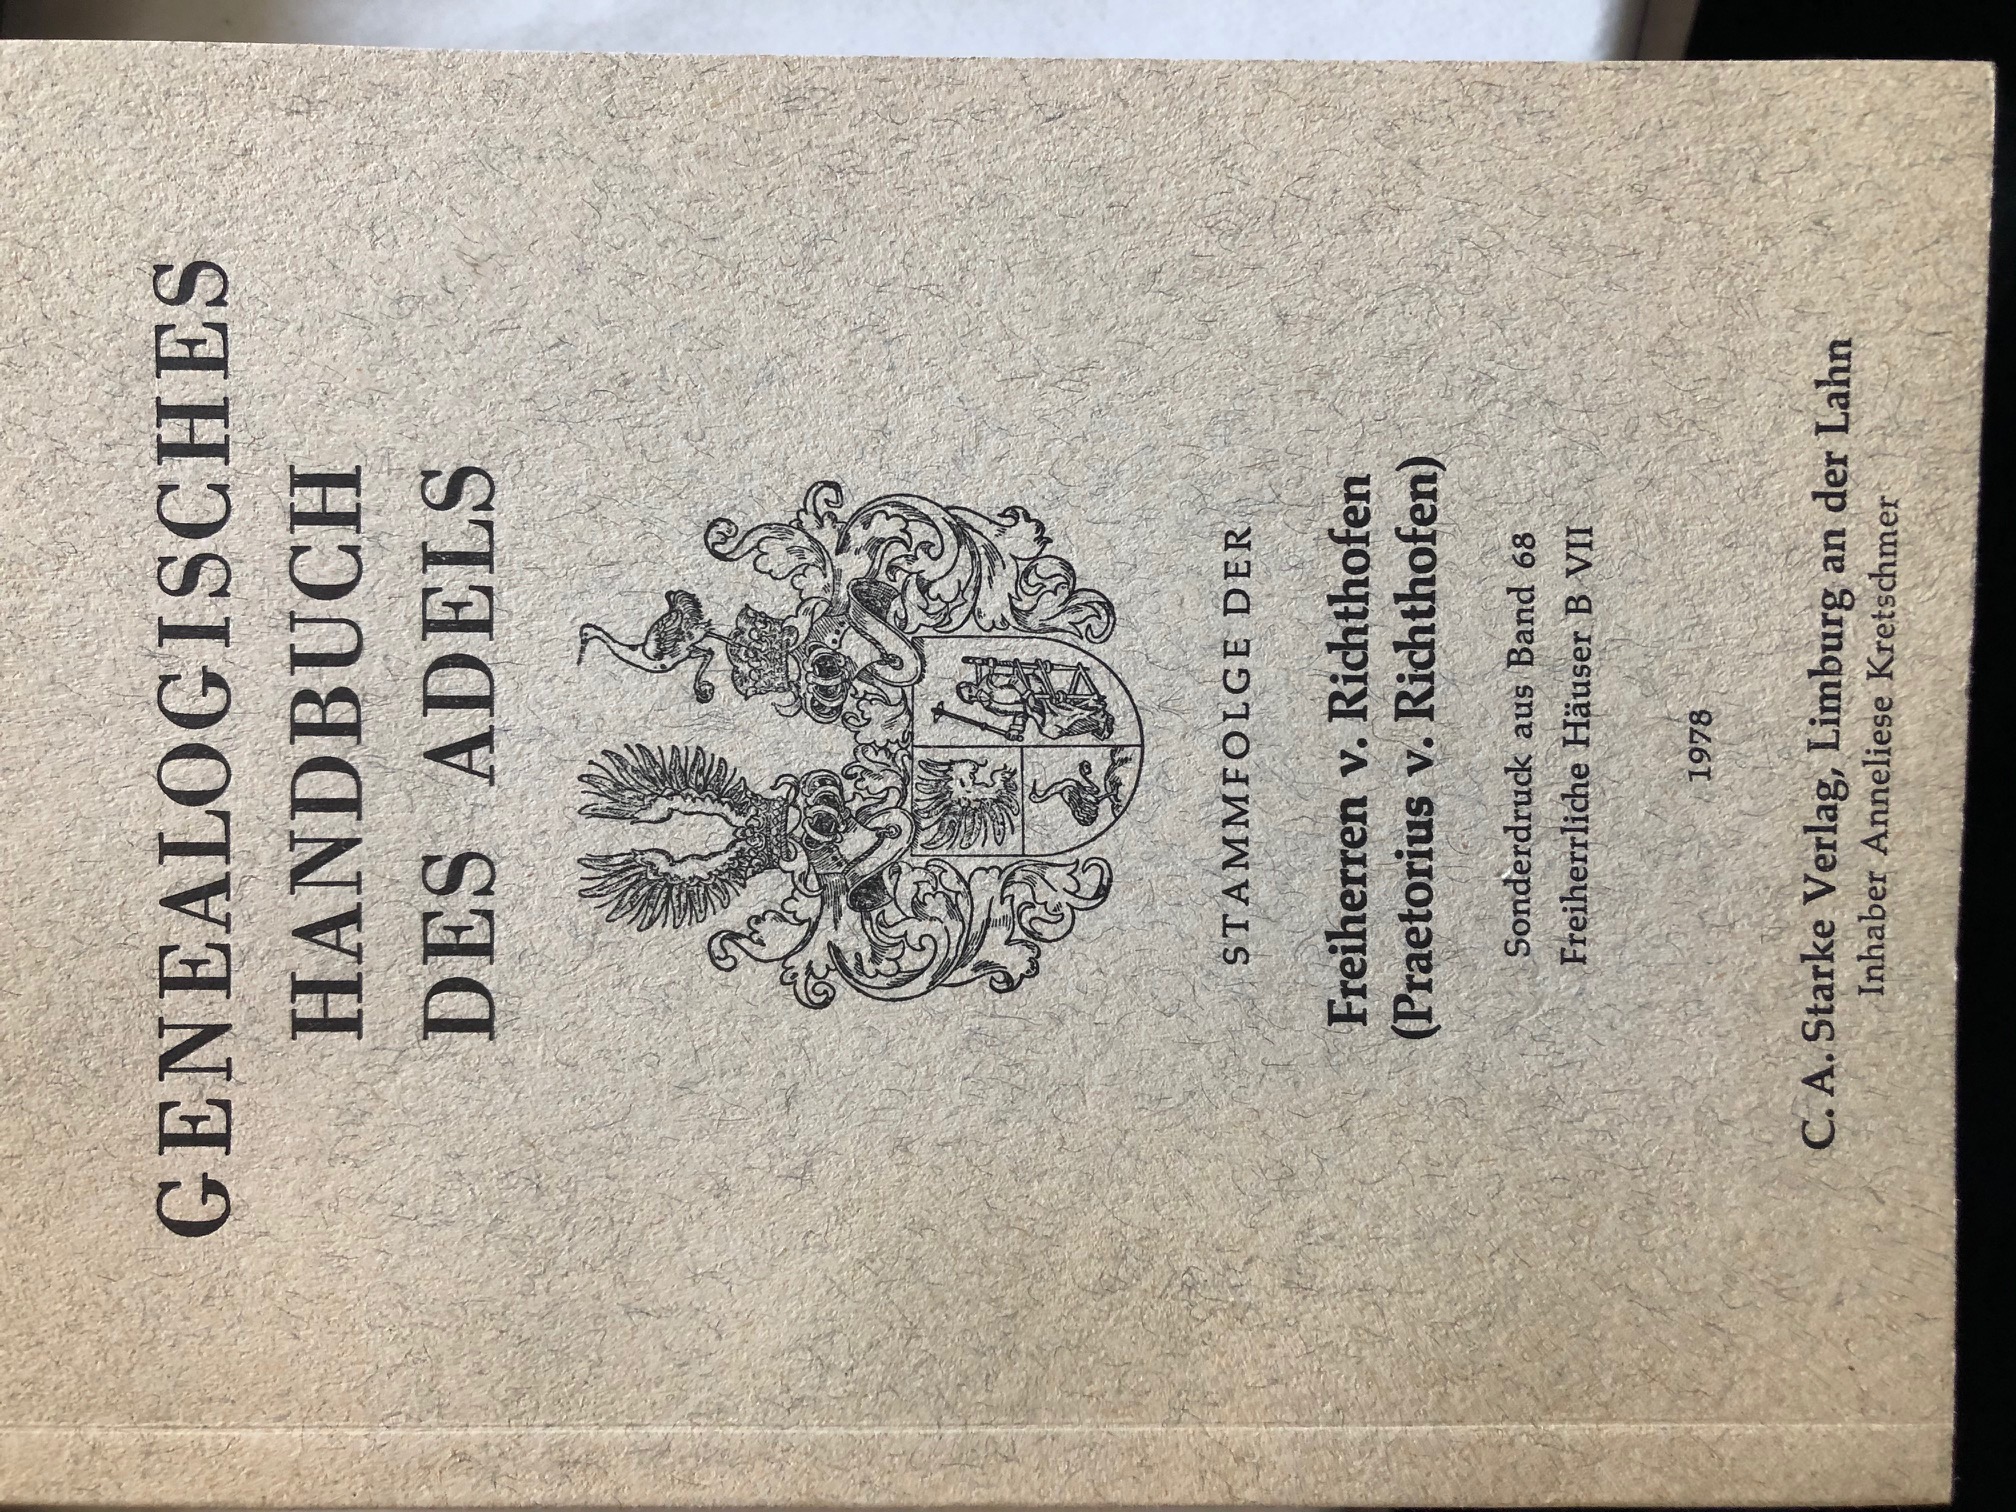 GENEALOGISCHES
HANDBUCH
DES ADELS
STAMMFOLGE DER
Freiherren v. Richthofen
(Praetorius v. Richthofen)
Sonderdruck aus Band 68
Freiherrliche Häuser B VII
1978
C. A. Starke Verlag, Limburg an der Lahn
Inhaber Anneliese Kretschmer